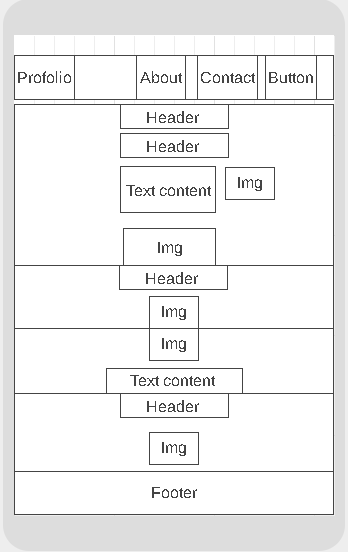 Profolio About Contact Button
Header
Header
Text content Img
Img
Header
Img
Img
Text content
Header
Img
Footer